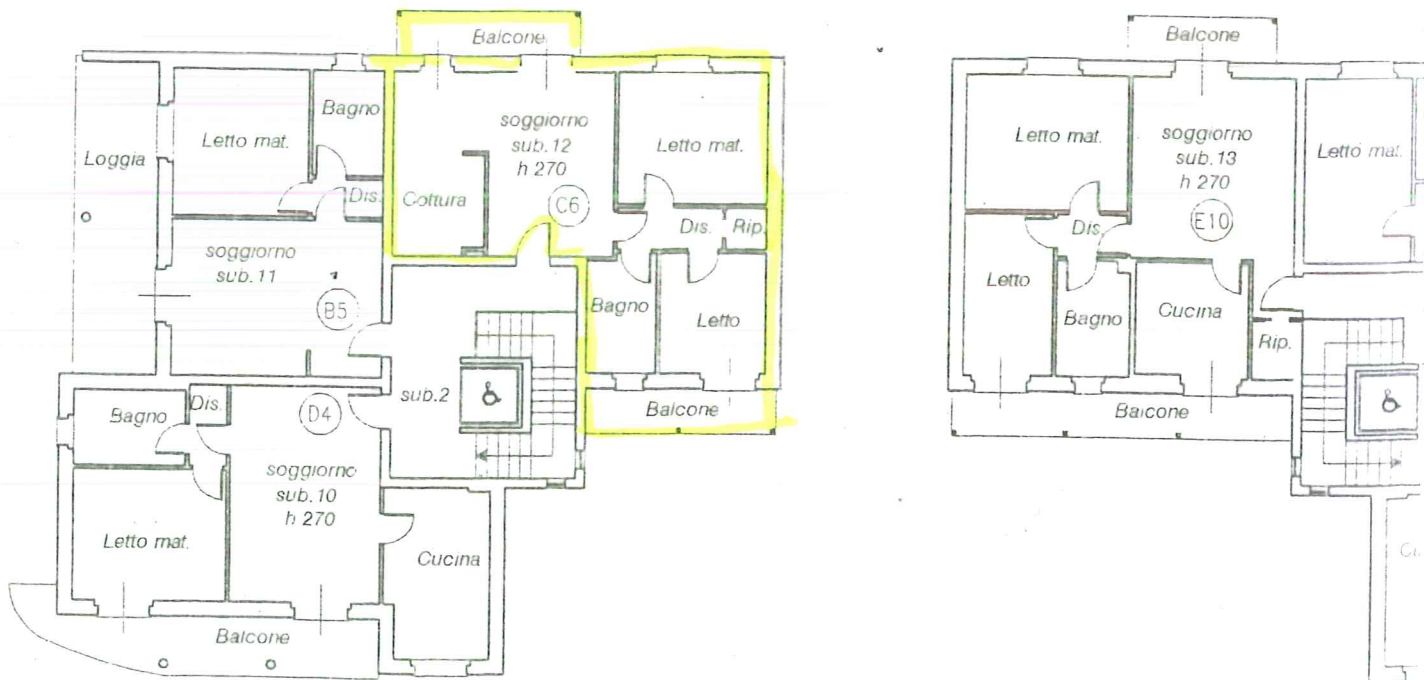 Balcone
Letto mat.
Bagno
Loggia
Dis.
soggiorno
sub.11
B5
soggiorno
sub.12
h 270
C6
Cottura
Letto mat.
Dis.
Rip.
Bagno
Letto
Balcone
sub.2
Bagno
Dis.
D4
soggiorno
sub.10
h 270
Letto mat.
Cucina
Balcone
Balcone
Letto mat.
soggiorno
sub.13
h 270
E10
Letto mat.
Dis.
Letto
Bagno
Cucina
Rip.
Balcone